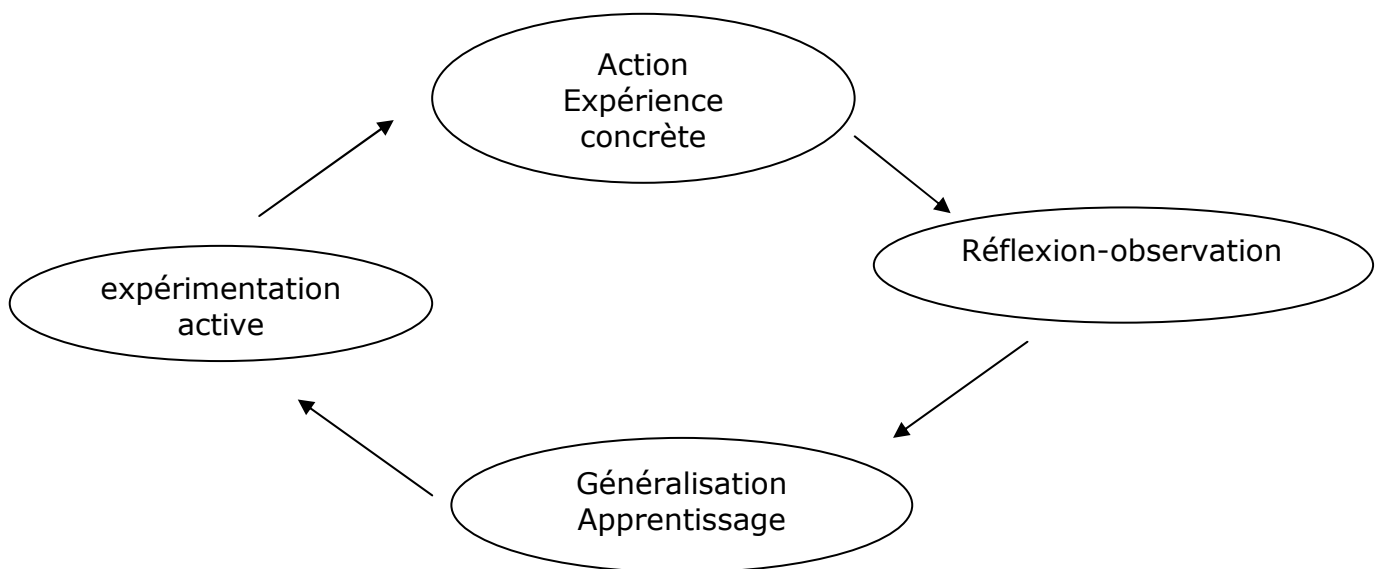 Action
Expérience
concrète
Réflexion-observation
expérimentation
active
Généralisation
Apprentissage